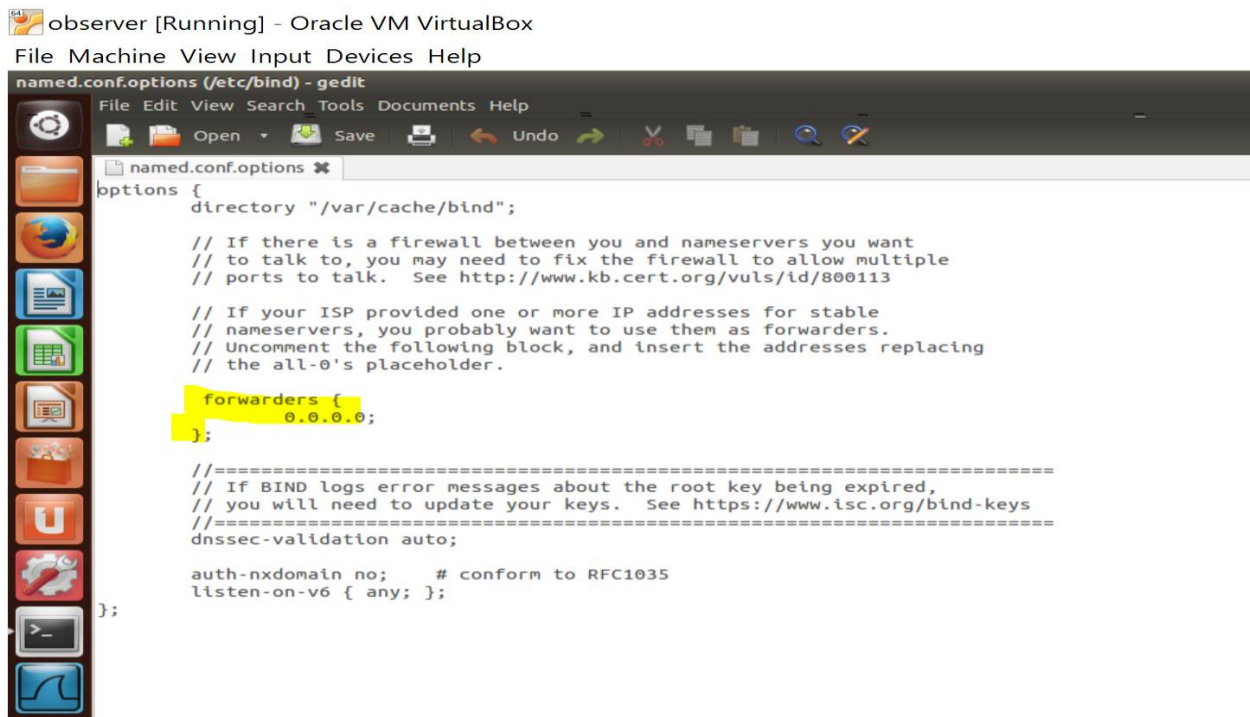 observer [Running] - Oracle VM VirtualBox
File Machine View Input Devices Help
named.conf.options (/etc/bind) - gedit
File Edit View Search Tools Documents Help
Open Save Undo
named.conf.options
options {
directory "/var/cache/bind";
// If there is a firewall between you and nameservers you want
// to talk to, you may need to fix the firewall to allow multiple
// ports to talk.  See http://www.kb.cert.org/vuls/id/800113
// If your ISP provided one or more IP addresses for stable
// nameservers, you probably want to use them as forwarders.
// Uncomment the following block, and insert the addresses replacing
// the all-0's placeholder.
forwarders {
0.0.0.0;
};
//========================================================================
// If BIND logs error messages about the root key being expired,
// you will need to update your keys.  See https://www.isc.org/bind-keys
//========================================================================
dnssec-validation auto;
auth-nxdomain no;    # conform to RFC1035
listen-on-v6 { any; };
};